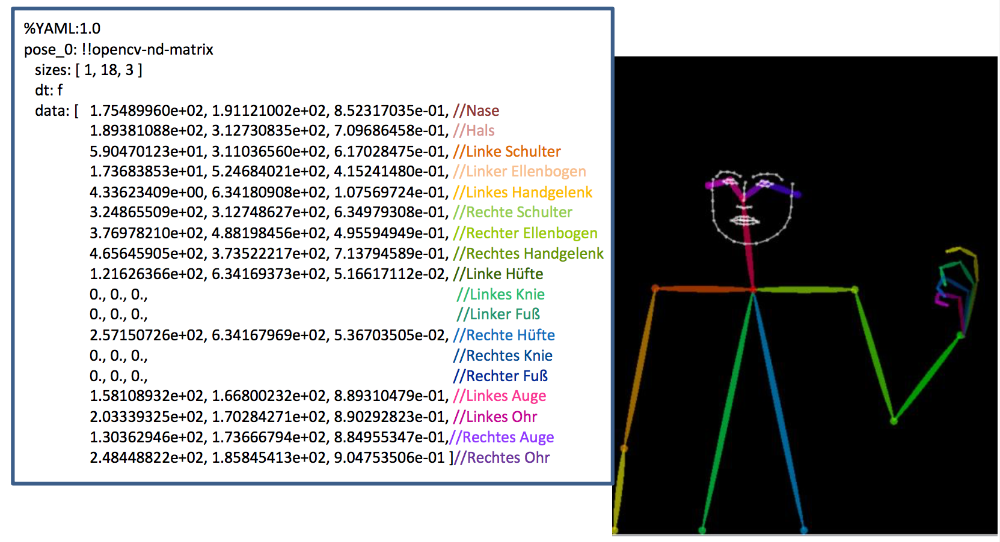 %YAML:1.0
pose_0: !!opencv-nd-matrix
sizes: [ 1, 18, 3 ]
dt: f
data: [ 1.75489960e+02, 1.91121002e+02, 8.52317035e-01, //Nase
1.89381088e+02, 3.12730835e+02, 7.09686458e-01, //Hals
5.90470123e+01, 3.11036560e+02, 6.17028475e-01, //Linke Schulter
1.73683853e+01, 5.24684021e+02, 4.15241480e-01, //Linker Ellenbogen
4.33623409e+00, 6.34180908e+02, 1.07569724e-01, //Linkes Handgelenk
3.24865509e+02, 3.12748627e+02, 6.34979308e-01, //Rechte Schulter
3.76978210e+02, 4.88198456e+02, 4.95594949e-01, //Rechter Ellenbogen
4.65645905e+02, 3.73522217e+02, 7.13794589e-01, //Rechtes Handgelenk
1.21626366e+02, 6.34169373e+02, 5.16617112e-02, //Linke Hüfte
0., 0., 0., //Linkes Knie
0., 0., 0., //Linker Fuß
2.57150726e+02, 6.34167969e+02, 5.36703505e-02, //Rechte Hüfte
0., 0., 0., //Rechtes Knie
0., 0., 0., //Rechter Fuß
1.58108932e+02, 1.66800232e+02, 8.89310479e-01, //Linkes Auge
2.03339325e+02, 1.70284271e+02, 8.90292823e-01, //Linkes Ohr
1.30362946e+02, 1.73666794e+02, 8.84955347e-01,//Rechtes Auge
2.48448822e+02, 1.85845413e+02, 9.04753506e-01 ]//Rechtes Ohr